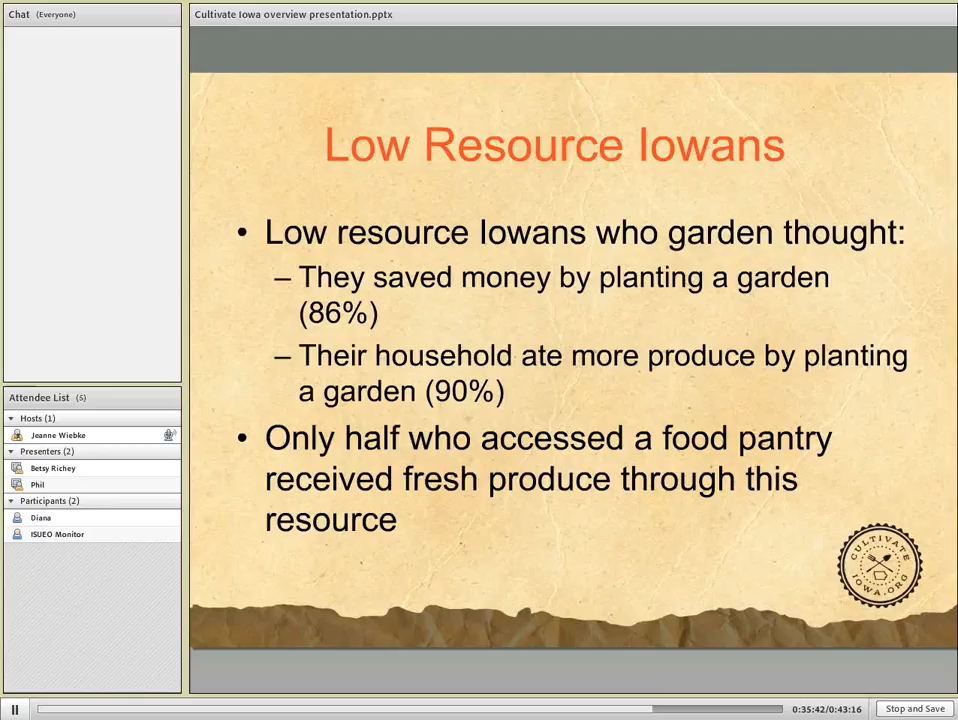 Chat (Everyone)
Cultivate Iowa overview presentation.pptx
Low Resource Iowans
• Low resource Iowans who garden thought:
– They saved money by planting a garden
(86%)
– Their household ate more produce by planting
a garden (90%)
• Only half who accessed a food pantry
received fresh produce through this
resource
CULTIVATE
IOWA.ORG
Attendee List (5)
Hosts (1)
Jeanne Wiebke
Presenters (2)
Betsy Richey
Phil
Participants (2)
Diana
ISUEO Monitor
0:35:42/0:43:16
Stop and Save